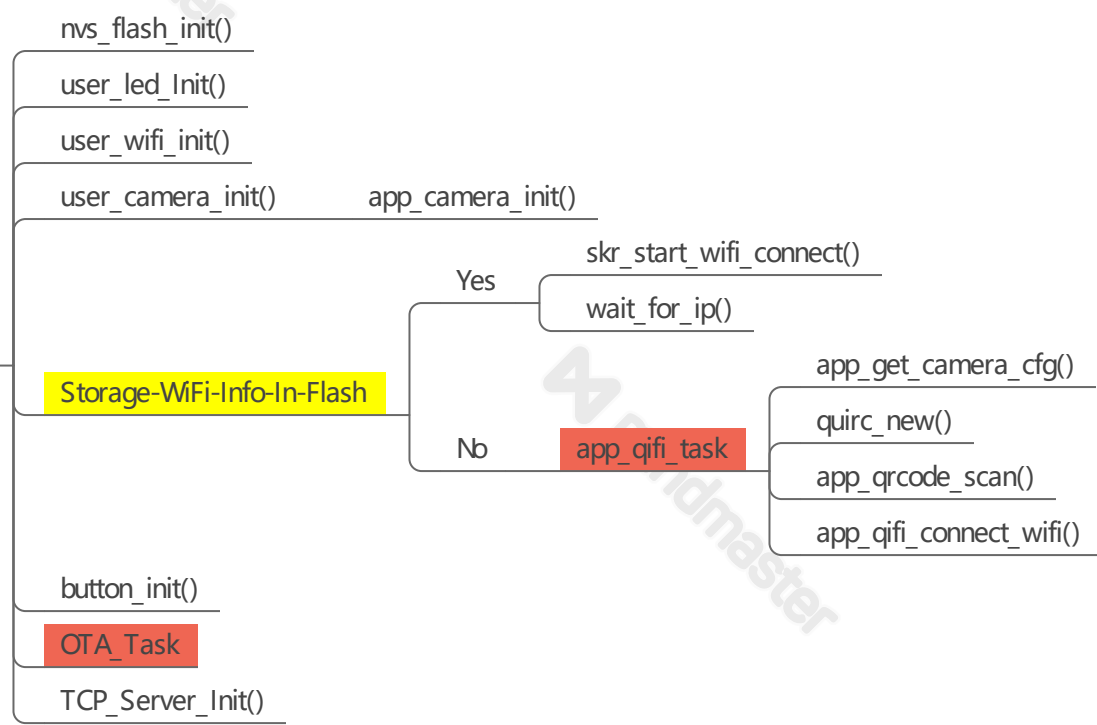 nvs_flash_init()
user_led_Init()
user_wifi_init()
user_camera_init()
app_camera_init()
Storage-WiFi-Info-In-Flash
Yes
skr_start_wifi_connect()
wait_for_ip()
No
app_qifi_task
app_get_camera_cfg()
quirc_new()
app_qrcode_scan()
app_qifi_connect_wifi()
button_init()
OTA_Task
TCP_Server_Init()
mindmaster